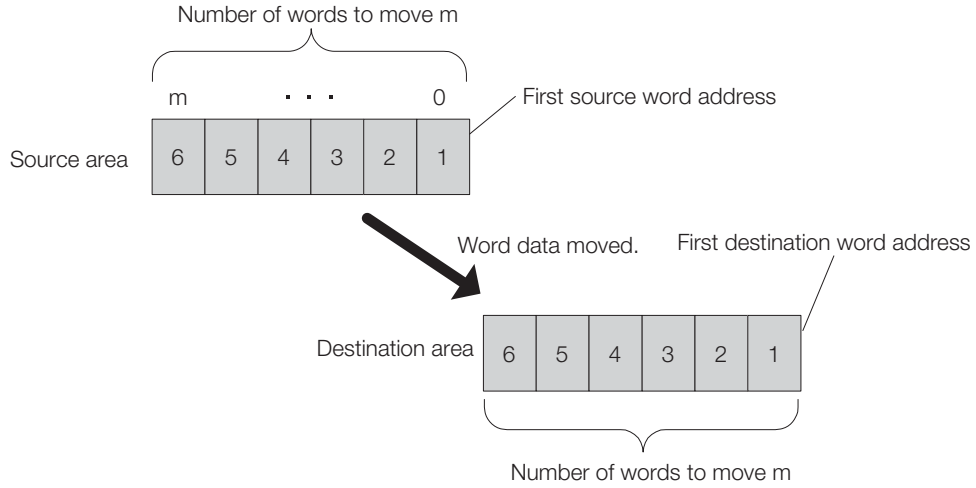 Number of words to move m
m · · · 0
First source word address
Source area
6 5 4 3 2 1
Word data moved.
First destination word address
Destination area
6 5 4 3 2 1
Number of words to move m